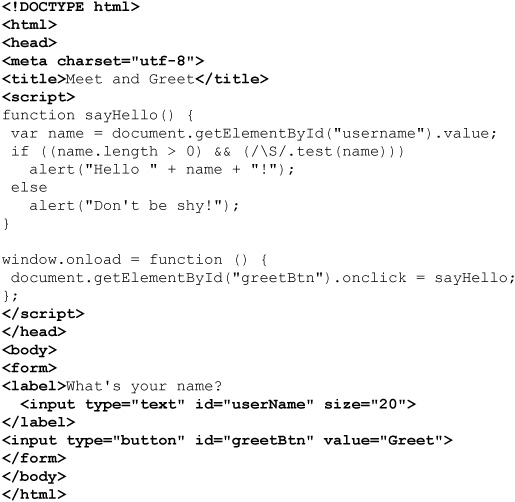 <!DOCTYPE html>
<html>
<head>
<meta charset="utf-8">
<title>Meet and Greet</title>
<script>
function sayHello() {
 var name = document.getElementById("username").value;
 if ((name.length > 0) && (/\S/.test(name)))
   alert("Hello " + name + "!");
 else
   alert("Don't be shy!");
}

window.onload = function () {
 document.getElementById("greetBtn").onclick = sayHello;
};
</script>
</head>
<body>
<form>
<label>What's your name?
  <input type="text" id="userName" size="20">
</label>
<input type="button" id="greetBtn" value="Greet">
</form>
</body>
</html>